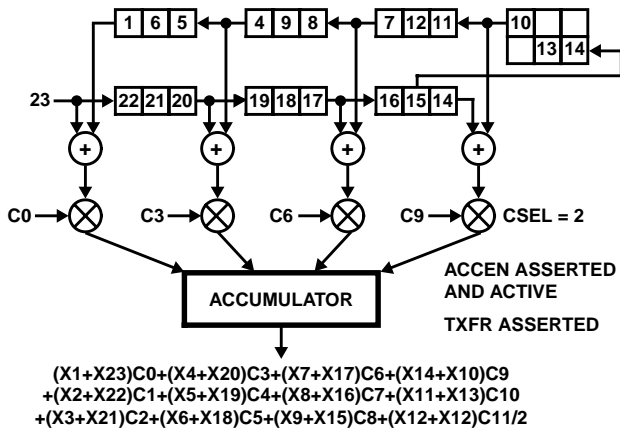 1 6 5 4 9 8 7 12 11 10
13 14
23 22 21 20 19 18 17 16 15 14
+ + + +
C0 C3 C6 C9 CSEL = 2
ACCEN ASSERTED
AND ACTIVE
ACCUMULATOR
TXFR ASSERTED
(X1+X23)C0+(X4+X20)C3+(X7+X17)C6+(X14+X10)C9
+(X2+X22)C1+(X5+X19)C4+(X8+X16)C7+(X11+X13)C10
+(X3+X21)C2+(X6+X18)C5+(X9+X15)C8+(X12+X12)C11/2